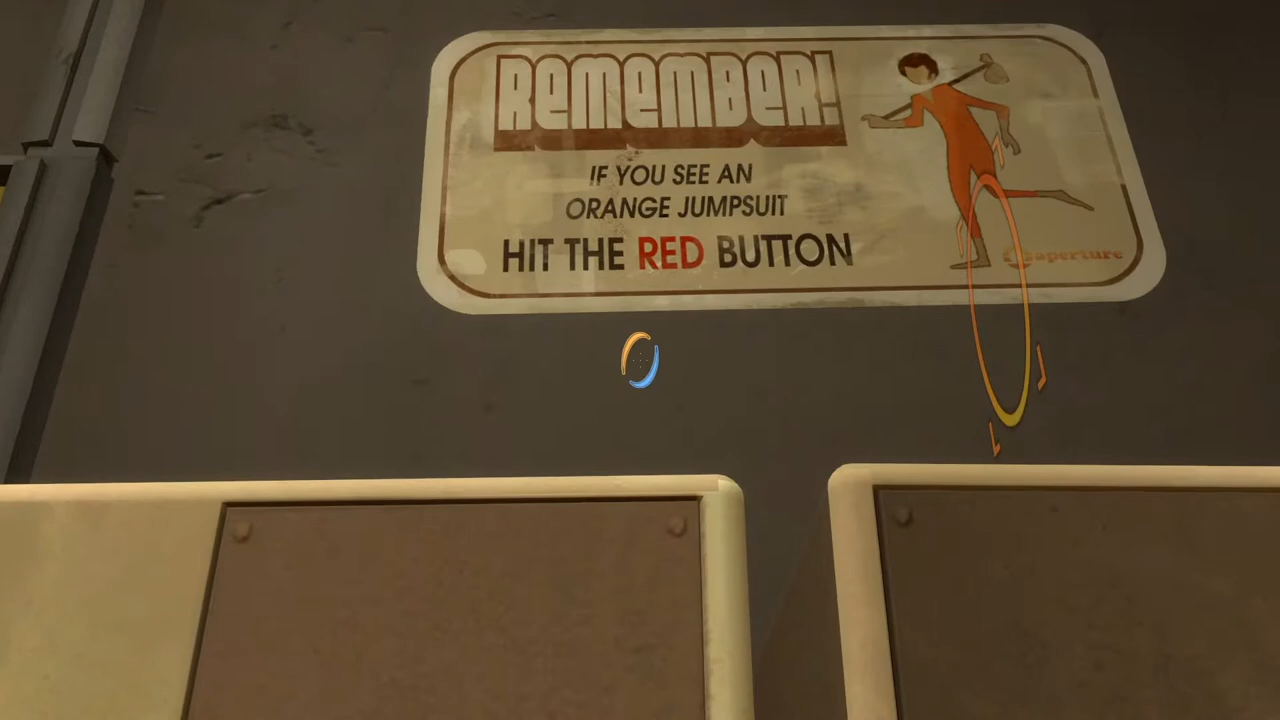 REMEMBER!
IF YOU SEE AN
ORANGE JUMPSUIT
HIT THE RED BUTTON
aperture